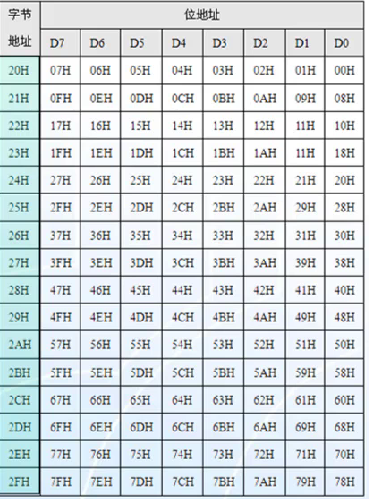 字节 位地址
地址 D7 D6 D5 D4 D3 D2 D1 D0
20H 07H 06H 05H 04H 03H 02H 01H 00H
21H 0FH 0EH 0DH 0CH 0BH 0AH 09H 08H
22H 17H 16H 15H 14H 13H 12H 11H 10H
23H 1FH 1EH 1DH 1CH 1BH 1AH 11H 18H
24H 27H 26H 25H 24H 23H 22H 21H 20H
25H 2FH 2EH 2DH 2CH 2BH 2AH 29H 28H
26H 37H 36H 35H 34H 33H 32H 31H 30H
27H 3FH 3EH 3DH 3CH 3BH 3AH 39H 38H
28H 47H 46H 45H 44H 43H 42H 41H 40H
29H 4FH 4EH 4DH 4CH 4BH 4AH 49H 48H
2AH 57H 56H 55H 54H 53H 52H 51H 50H
2BH 5FH 5EH 5DH 5CH 5BH 5AH 59H 58H
2CH 67H 66H 65H 64H 63H 62H 61H 60H
2DH 6FH 6EH 6DH 6CH 6BH 6AH 69H 68H
2EH 77H 76H 75H 74H 73H 72H 71H 70H
2FH 7FH 7EH 7DH 7CH 7BH 7AH 79H 78H